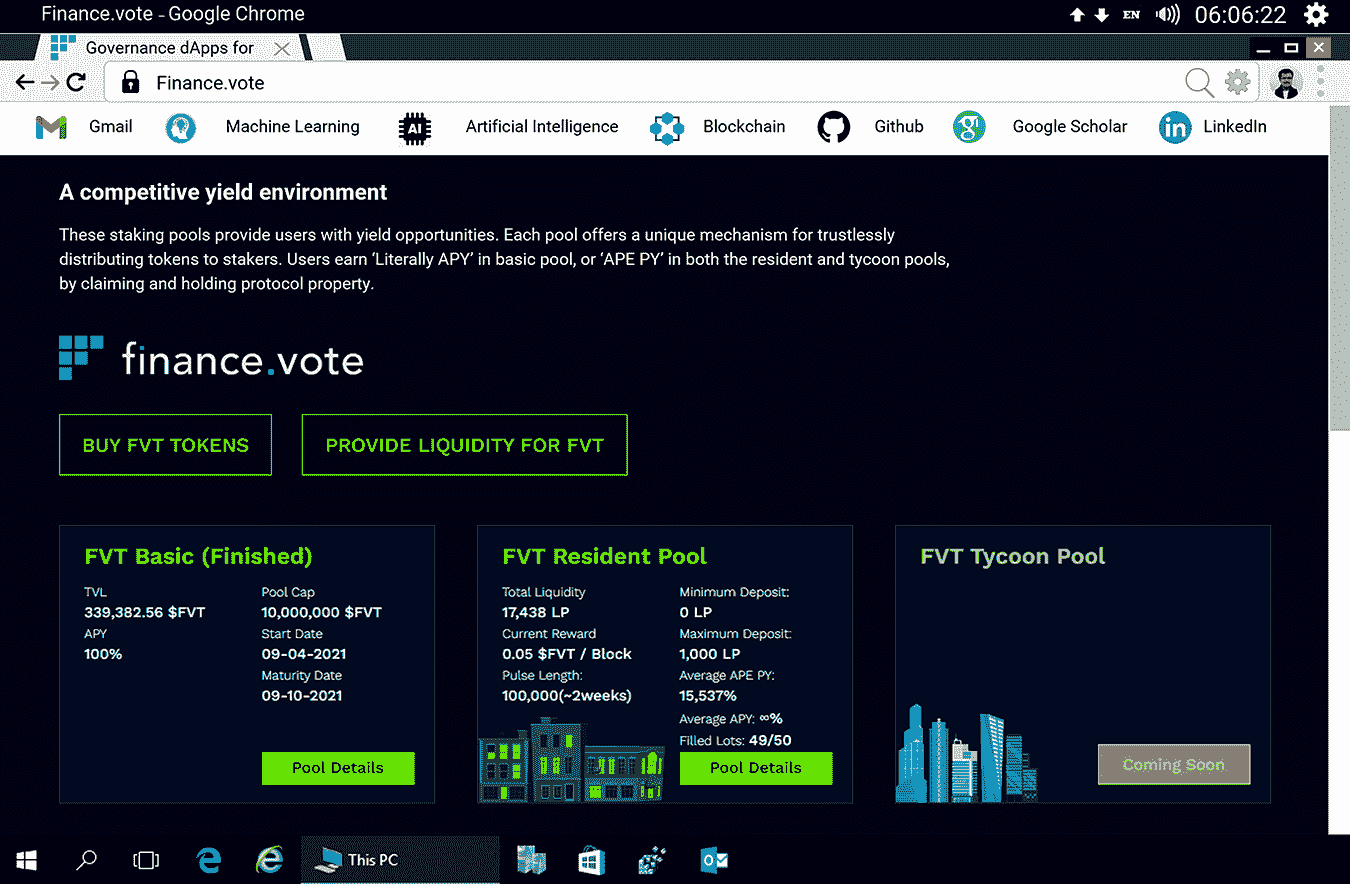 Finance.vote - Google Chrome
EN
06:06:22
Governance dApps for
Finance.vote
Gmail
Machine Learning
AI
Artificial Intelligence
Blockchain
Github
Google Scholar
in
LinkedIn
A competitive yield environment
These staking pools provide users with yield opportunities. Each pool offers a unique mechanism for trustlessly
distributing tokens to stakers. Users earn ‘Literally APY’ in basic pool, or ‘APE PY’ in both the resident and tycoon pools,
by claiming and holding protocol property.
finance.vote
BUY FVT TOKENS
PROVIDE LIQUIDITY FOR FVT
FVT Basic (Finished)
TVL
339,382.56 $FVT
APY
100%
Pool Cap
10,000,000 $FVT
Start Date
09-04-2021
Maturity Date
09-10-2021
Pool Details
FVT Resident Pool
Total Liquidity
17,438 LP
Current Reward
0.05 $FVT / Block
Pulse Length:
100,000(~2weeks)
Minimum Deposit:
0 LP
Maximum Deposit:
1,000 LP
Average APE PY:
15,537%
Average APY: ∞%
Filled Lots: 49/50
Pool Details
FVT Tycoon Pool
Coming Soon
This PC